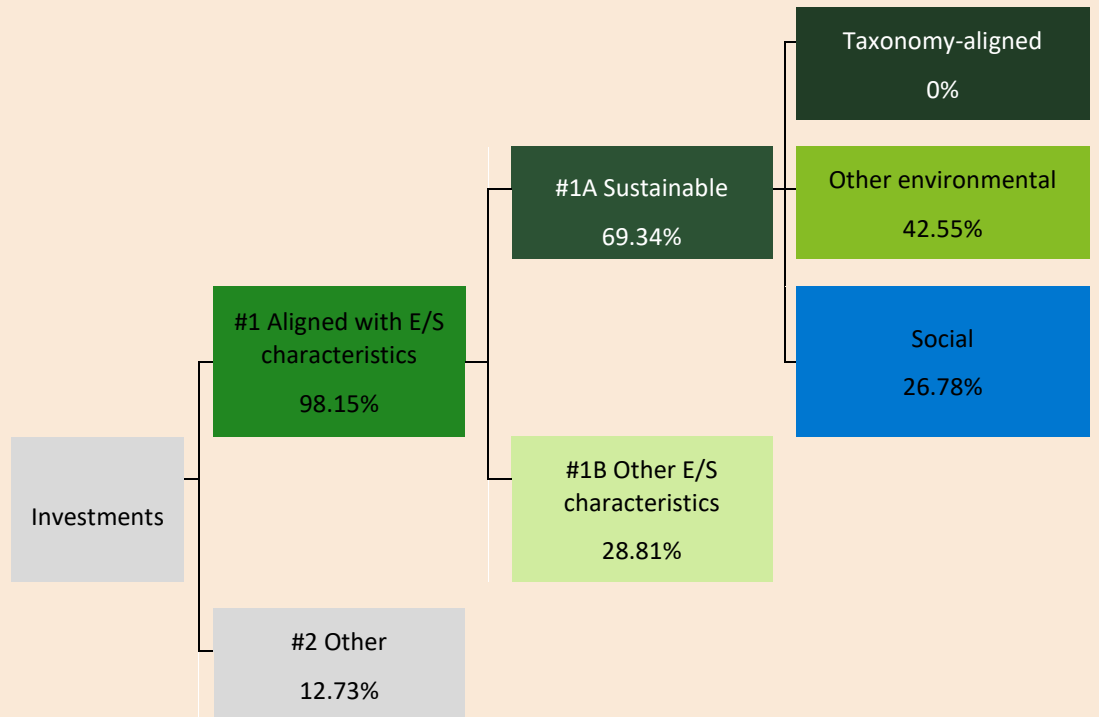 Taxonomy-aligned
0%
#1A Sustainable
69.34%
Other environmental
42.55%
#1 Aligned with E/S
characteristics
98.15%
Social
26.78%
Investments
#1B Other E/S
characteristics
28.81%
#2 Other
12.73%